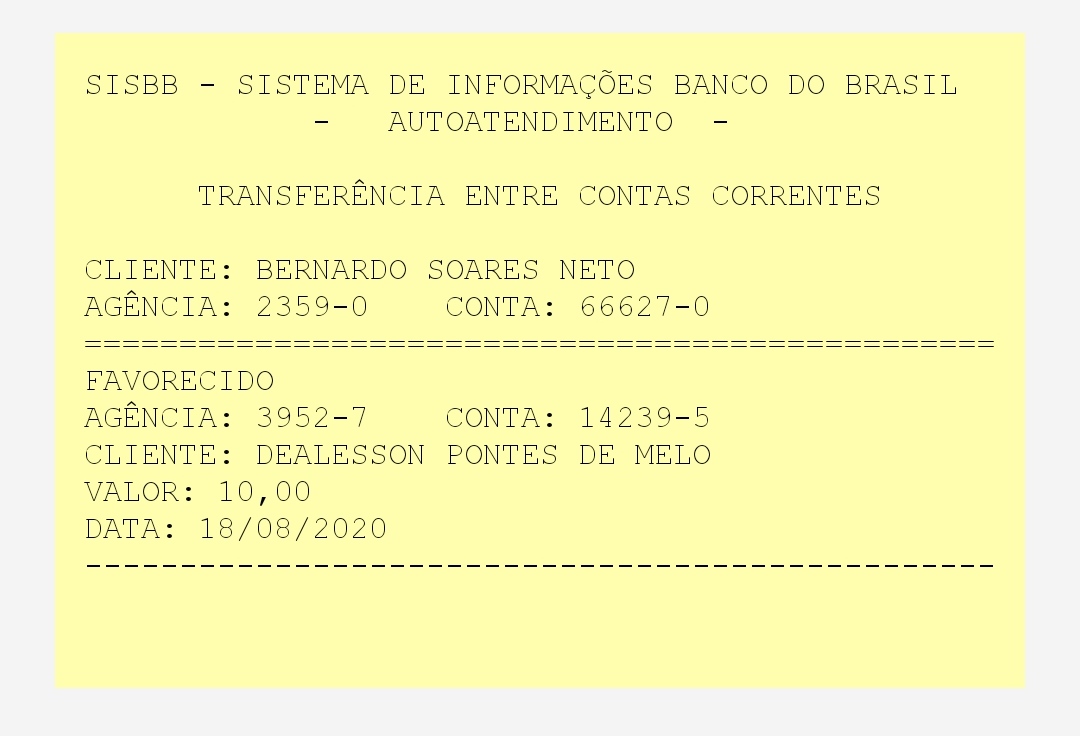 SISBB - SISTEMA DE INFORMAÇÕES BANCO DO BRASIL
- AUTOATENDIMENTO -
TRANSFERÊNCIA ENTRE CONTAS CORRENTES
CLIENTE: BERNARDO SOARES NETO
AGÊNCIA: 2359-0 CONTA: 66627-0
================================================
FAVORECIDO
AGÊNCIA: 3952-7 CONTA: 14239-5
CLIENTE: DEALESSON PONTES DE MELO
VALOR: 10,00
DATA: 18/08/2020
------------------------------------------------